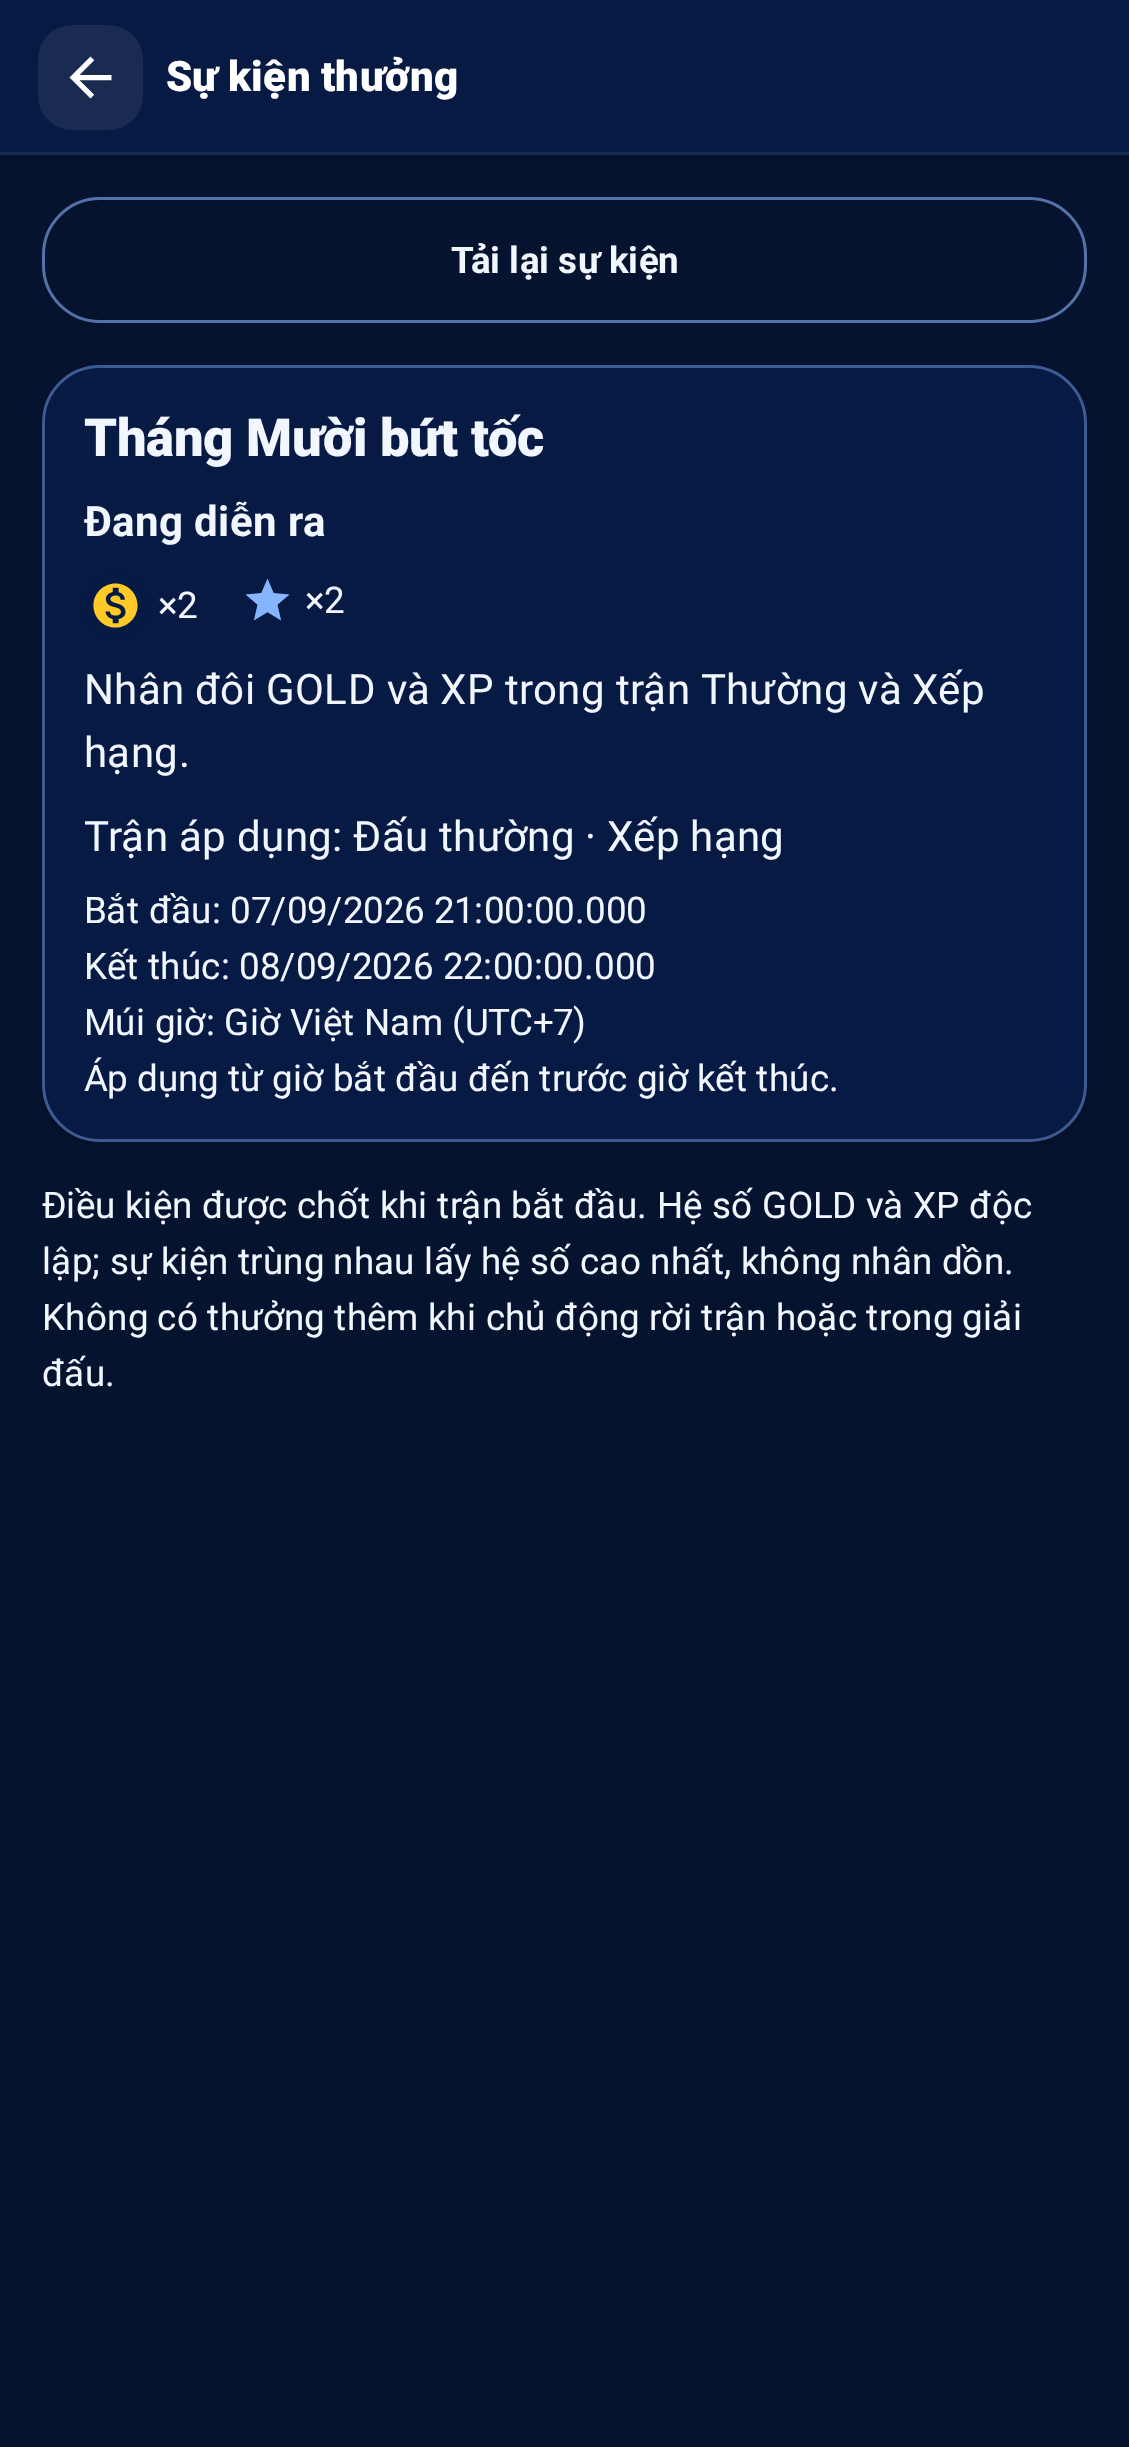 Sự kiện thưởng
Tải lại sự kiện
Tháng Mười bứt tốc
Đang diễn ra
×2 ×2
Nhân đôi GOLD và XP trong trận Thường và Xếp
hạng.
Trận áp dụng: Đấu thường · Xếp hạng
Bắt đầu: 07/09/2026 21:00:00.000
Kết thúc: 08/09/2026 22:00:00.000
Múi giờ: Giờ Việt Nam (UTC+7)
Áp dụng từ giờ bắt đầu đến trước giờ kết thúc.
Điều kiện được chốt khi trận bắt đầu. Hệ số GOLD và XP độc
lập; sự kiện trùng nhau lấy hệ số cao nhất, không nhân dồn.
Không có thưởng thêm khi chủ động rời trận hoặc trong giải
đấu.